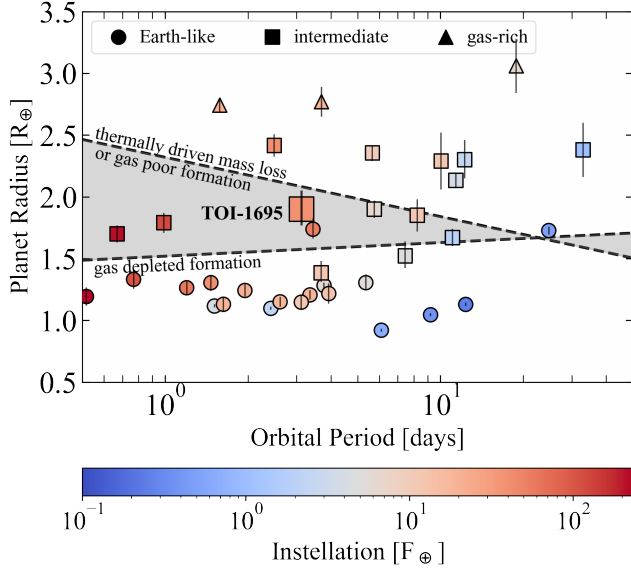 3.5
3.0
2.5
2.0
1.5
1.0
0.5
Planet Radius [R⊕]
Earth-like
intermediate
gas-rich
thermally driven mass loss
or gas poor formation
TOI-1695
gas depleted formation
10⁰
10¹
Orbital Period [days]
10⁻¹
10⁰
10¹
10²
Instellation [F⊕]